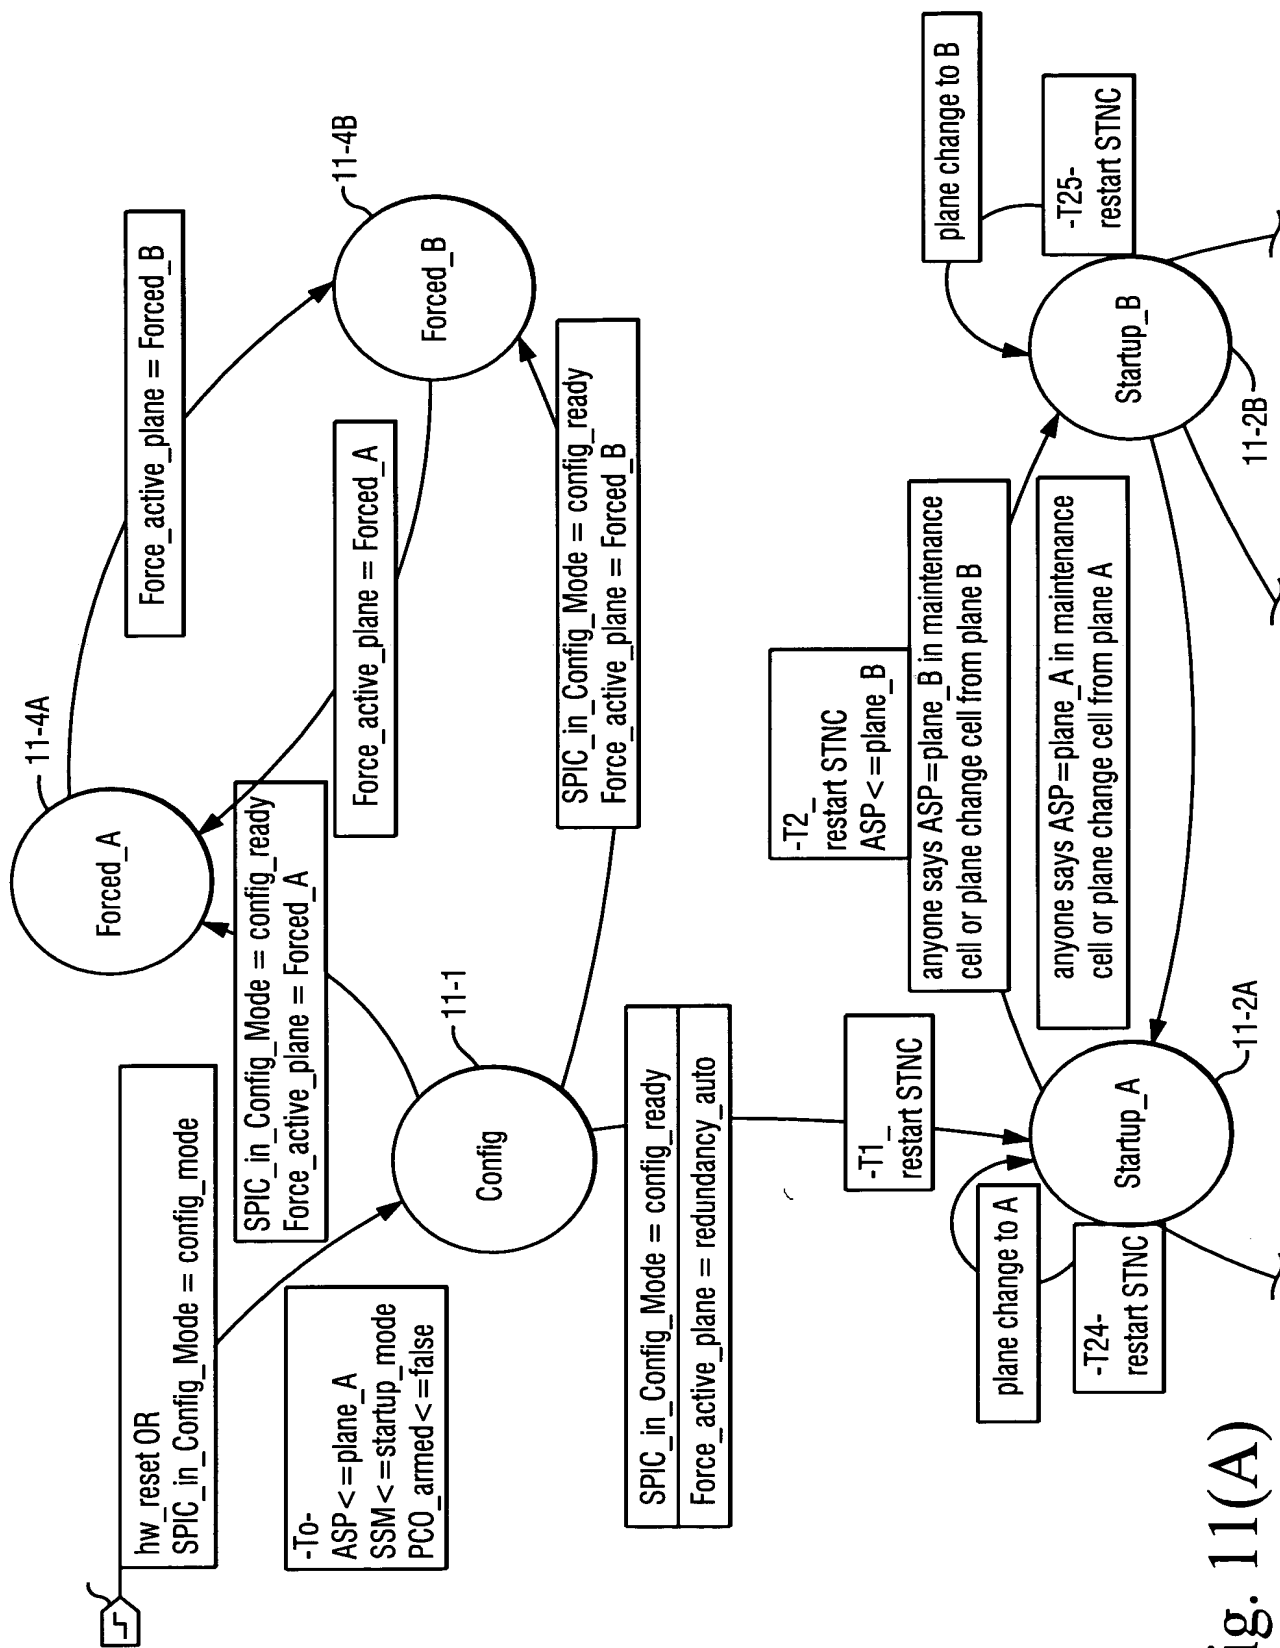 hw_reset OR
SPIC_in_Config_Mode = config_mode
-To-
ASP<=plane_A
SSM<=startup_mode
PCO_armed<=false
Config
11-1
SPIC_in_Config_Mode = config_ready
Force_active_plane = Forced_A
Forced_A
11-4A
Force_active_plane = Forced_B
Force_active_plane = Forced_A
Forced_B
11-4B
SPIC_in_Config_Mode = config_ready
Force_active_plane = Forced_B
SPIC_in_Config_Mode = config_ready
Force_active_plane = redundancy_auto
-T1_
restart STNC
-T2_
restart STNC
ASP<=plane_B
anyone says ASP=plane_B in maintenance
cell or plane change cell from plane B
anyone says ASP=plane_A in maintenance
cell or plane change cell from plane A
plane change to A
-T24-
restart STNC
Startup_A
11-2A
plane change to B
-T25-
restart STNC
Startup_B
11-2B
ig. 11(A)